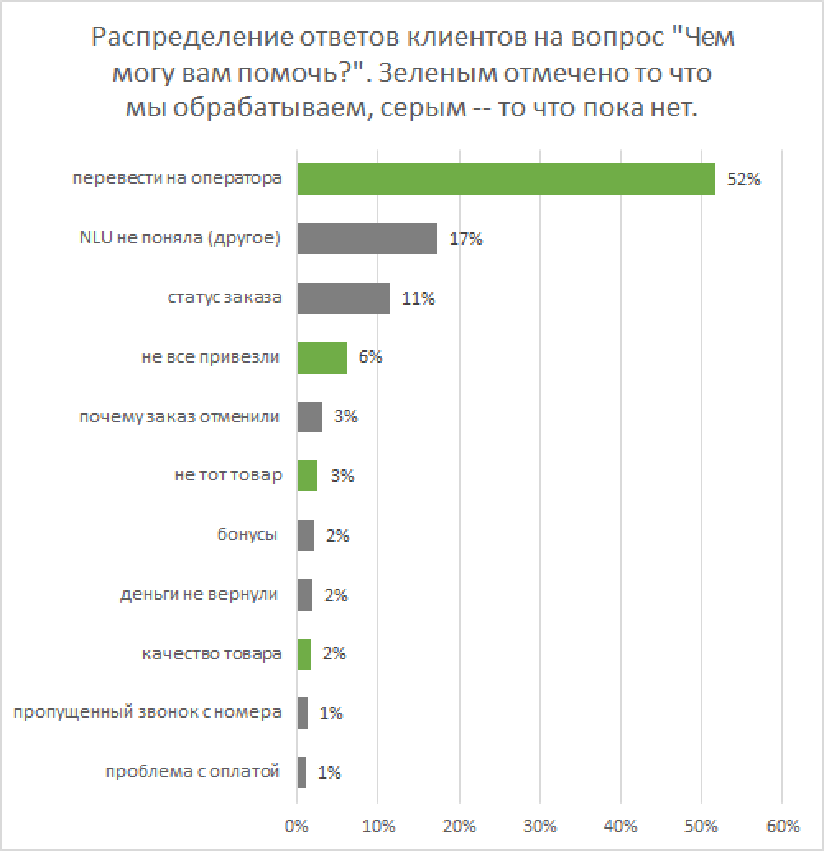 Распределение ответов клиентов на вопрос "Чем
могу вам помочь?". Зеленым отмечено то что
мы обрабатываем, серым -- то что пока нет.
перевести на оператора 52%
NLU не поняла (другое) 17%
статус заказа 11%
не все привезли 6%
почему заказ отменили 3%
не тот товар 3%
бонусы 2%
деньги не вернули 2%
качество товара 2%
пропущенный звонок с номера 1%
проблема с оплатой 1%
0% 10% 20% 30% 40% 50% 60%